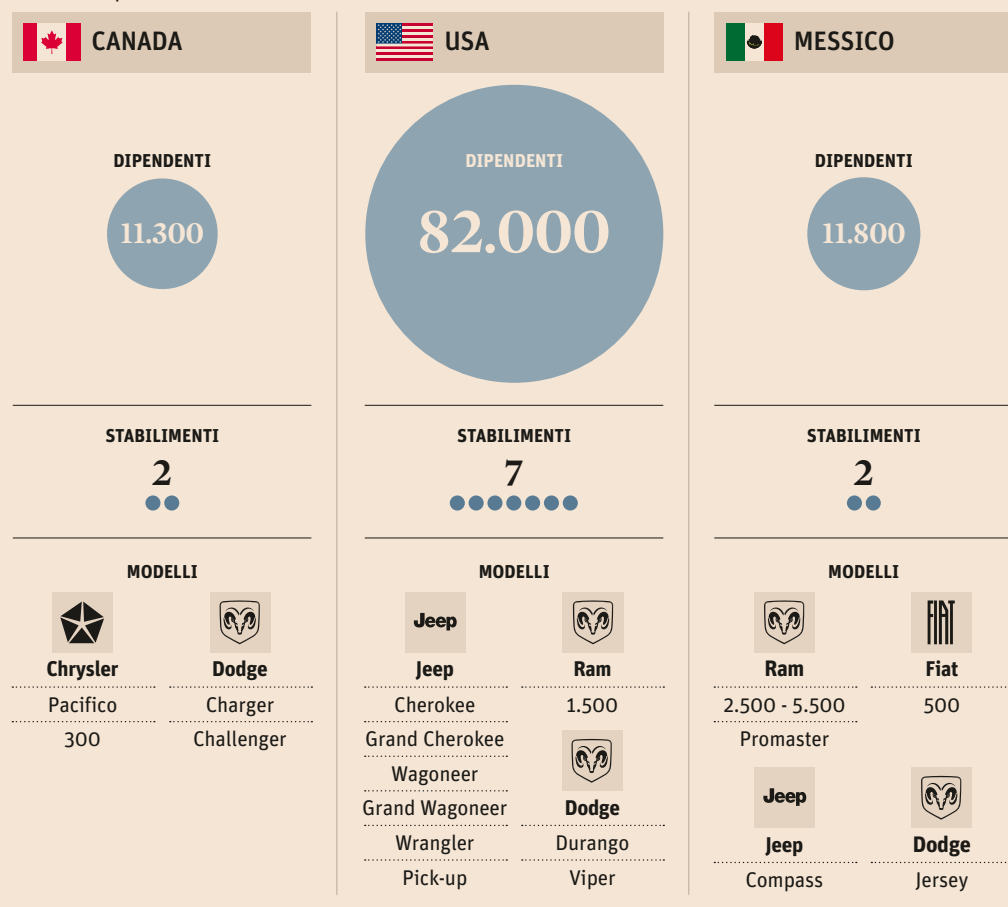 CANADA
DIPENDENTI
11.300
STABILIMENTI
2
MODELLI
Chrysler
Pacifico
300
Dodge
Charger
Challenger
USA
DIPENDENTI
82.000
STABILIMENTI
7
MODELLI
Jeep
Jeep
Cherokee
Grand Cherokee
Wagoneer
Grand Wagoneer
Wrangler
Pick-up
Ram
1.500
Dodge
Durango
Viper
MESSICO
DIPENDENTI
11.800
STABILIMENTI
2
MODELLI
Ram
2.500 - 5.500
Promaster
FIAT
Fiat
500
Jeep
Jeep
Compass
Dodge
Jersey